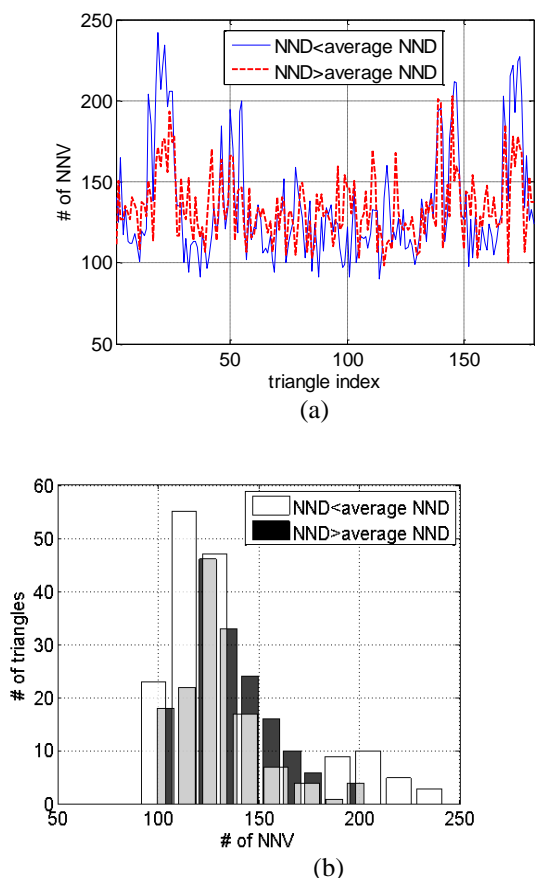 250
200
150
100
50
# of NNV
NND<average NND
NND>average NND
50
100
150
triangle index
(a)
60
50
40
30
20
10
0
# of triangles
NND<average NND
NND>average NND
50
100
150
200
250
# of NNV
(b)